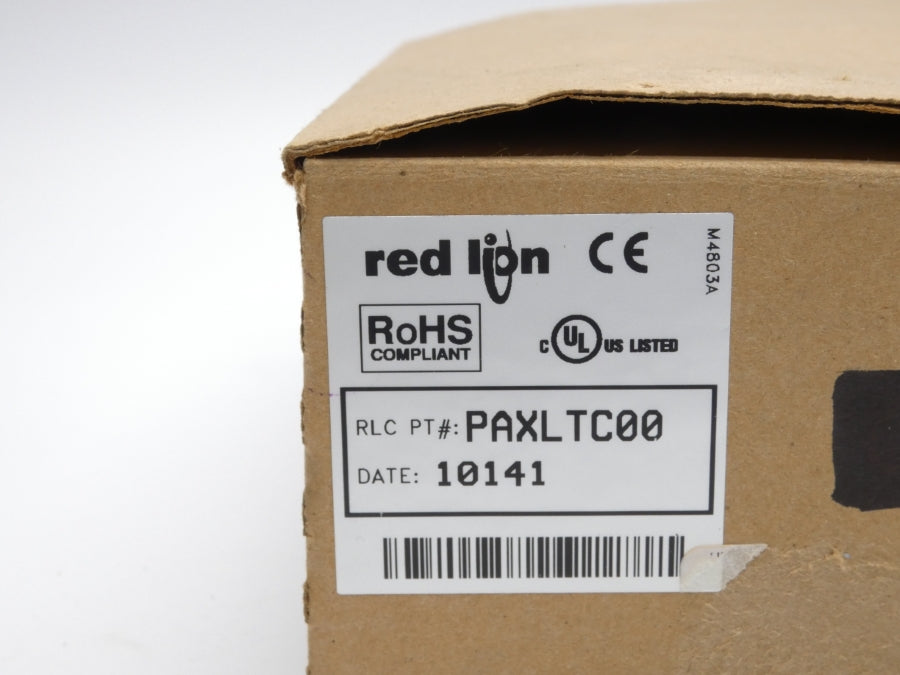 red lion CE
M4803A
RoHS
COMPLIANT
C UL US LISTED
RLC PT#: PAXLTC00
DATE: 10141